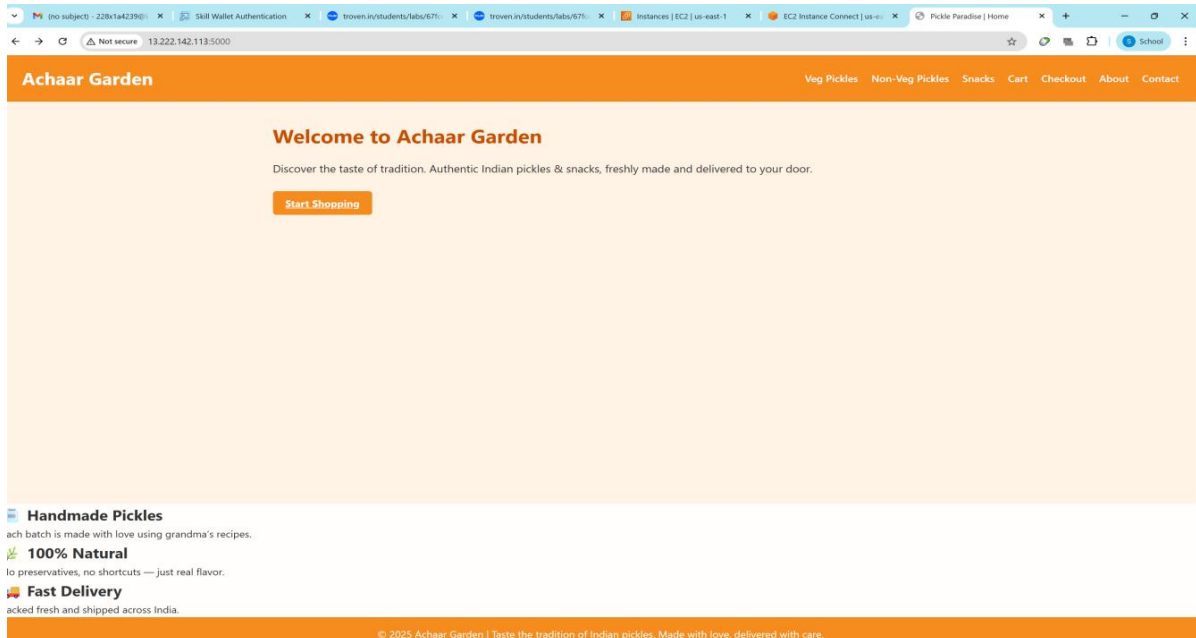 (no subject) - 228x1a4239@
Skill Wallet Authentication
troven.in/students/labs/67f
troven.in/students/labs/67f
Instances | EC2 | us-east-1
EC2 Instance Connect | us-e
Pickle Paradise | Home
Not secure
13.222.142.113:5000
S
School
Achaar Garden
Veg Pickles
Non-Veg Pickles
Snacks
Cart
Checkout
About
Contact
Welcome to Achaar Garden
Discover the taste of tradition. Authentic Indian pickles & snacks, freshly made and delivered to your door.
Start Shopping
Handmade Pickles
ach batch is made with love using grandma's recipes.
100% Natural
lo preservatives, no shortcuts — just real flavor.
Fast Delivery
acked fresh and shipped across India.
© 2025 Achaar Garden | Taste the tradition of Indian pickles. Made with love, delivered with care.